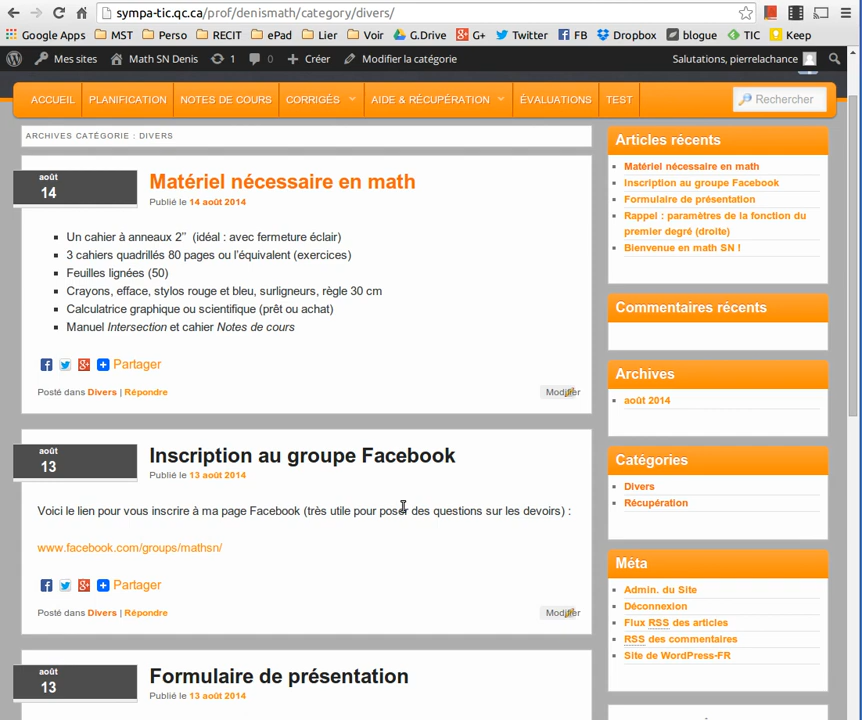 sympa-tic.qc.ca/prof/denismath/category/divers/
Google Apps MST Perso RECIT ePad Lier Voir G.Drive G+ Twitter FB Dropbox blogue TIC Keep
Mes sites Math SN Denis 1 0 Créer Modifier la catégorie Salutations, pierrelachance
ACCUEIL PLANIFICATION NOTES DE COURS CORRIGÉS AIDE & RÉCUPÉRATION ÉVALUATIONS TEST Rechercher
ARCHIVES CATÉGORIE : DIVERS
août
14
Matériel nécessaire en math
Publié le 14 août 2014
Un cahier à anneaux 2" (idéal : avec fermeture éclair)
3 cahiers quadrillés 80 pages ou l'équivalent (exercices)
Feuilles lignées (50)
Crayons, efface, stylos rouge et bleu, surligneurs, règle 30 cm
Calculatrice graphique ou scientifique (prêt ou achat)
Manuel Intersection et cahier Notes de cours
Partager
Posté dans Divers | Répondre Modifier
août
13
Inscription au groupe Facebook
Publié le 13 août 2014
Voici le lien pour vous inscrire à ma page Facebook (très utile pour poser des questions sur les devoirs) :
www.facebook.com/groups/mathsn/
Partager
Posté dans Divers | Répondre Modifier
août
13
Formulaire de présentation
Publié le 13 août 2014
Articles récents
Matériel nécessaire en math
Inscription au groupe Facebook
Formulaire de présentation
Rappel : paramètres de la fonction du
premier degré (droite)
Bienvenue en math SN !
Commentaires récents
Archives
août 2014
Catégories
Divers
Récupération
Méta
Admin. du Site
Déconnexion
Flux RSS des articles
RSS des commentaires
Site de WordPress-FR